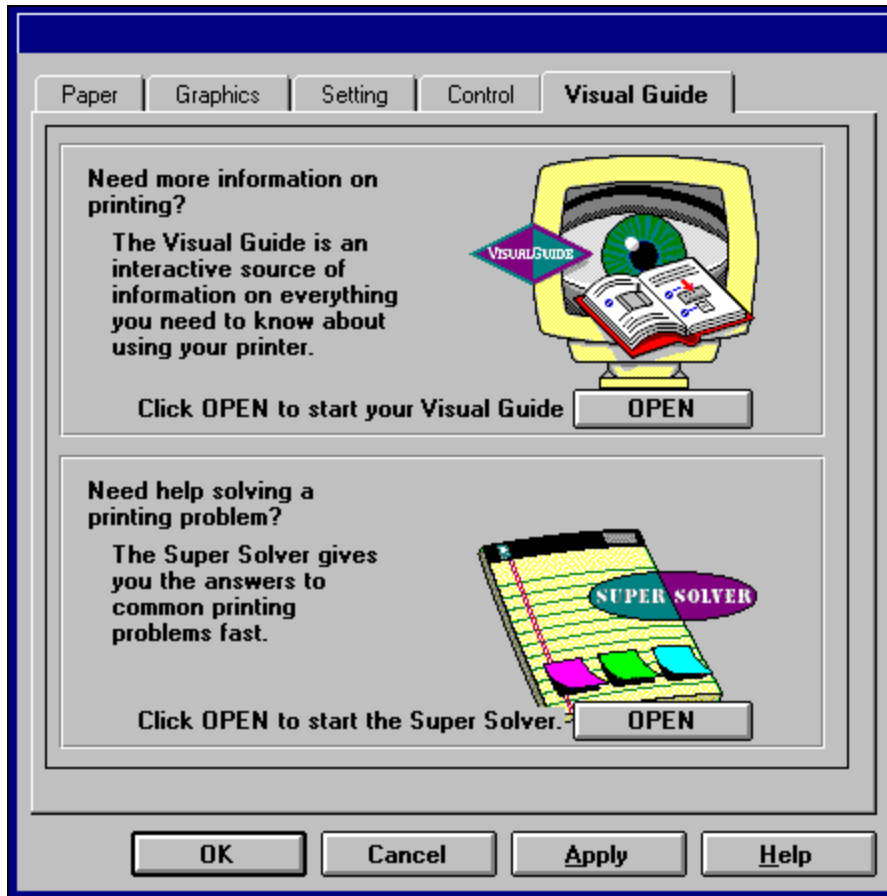 Paper Graphics Setting Control Visual Guide
Need more information on
printing?
The Visual Guide is an
interactive source of
information on everything
you need to know about
using your printer.
VISUALGUIDE
Click OPEN to start your Visual Guide OPEN
Need help solving a
printing problem?
The Super Solver gives
you the answers to
common printing
problems fast.
SUPER SOLVER
Click OPEN to start the Super Solver. OPEN
OK Cancel Apply Help